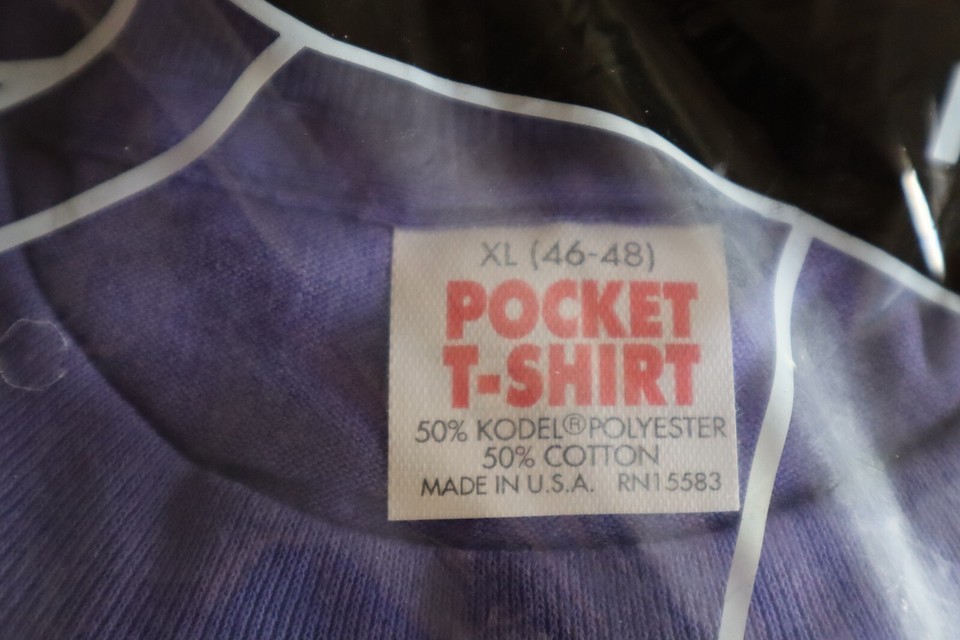 XL (46-48)
POCKET
T-SHIRT
50% KODEL® POLYESTER
50% COTTON
MADE IN U.S.A. RN15583